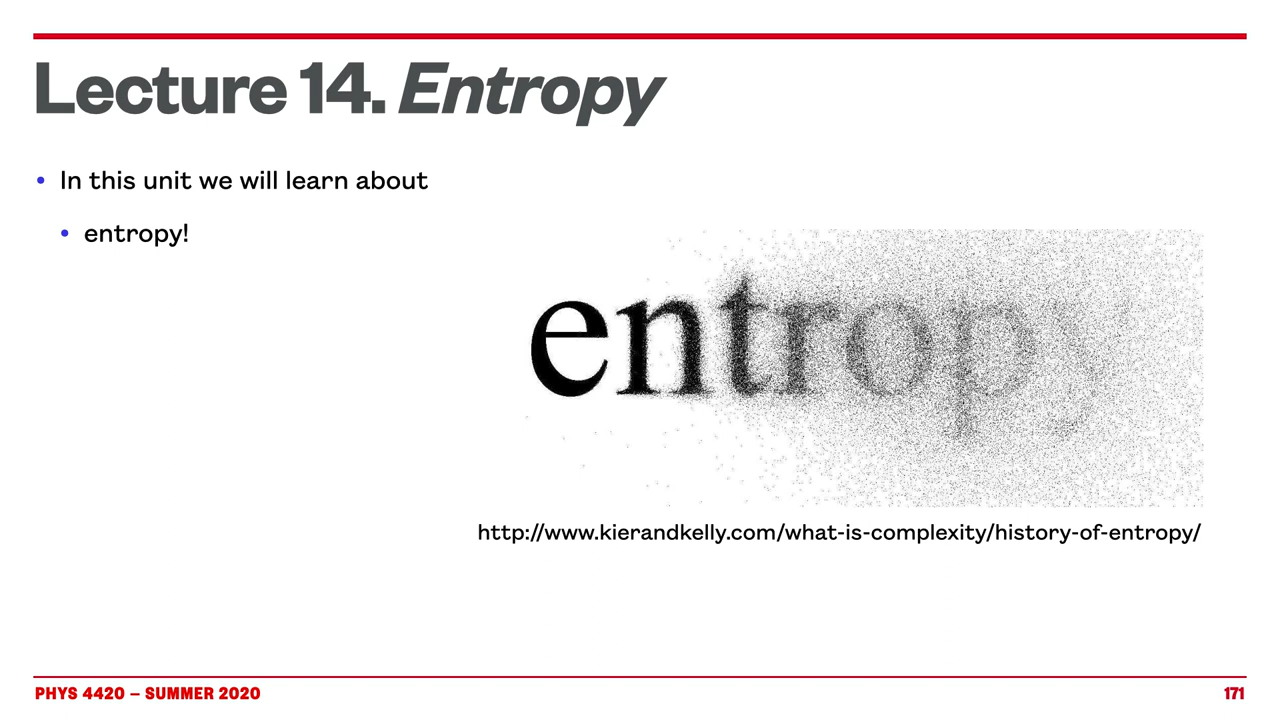 Lecture 14. Entropy
• In this unit we will learn about
• entropy!
entropy
http://www.kierandkelly.com/what-is-complexity/history-of-entropy/
PHYS 4420 – SUMMER 2020
171